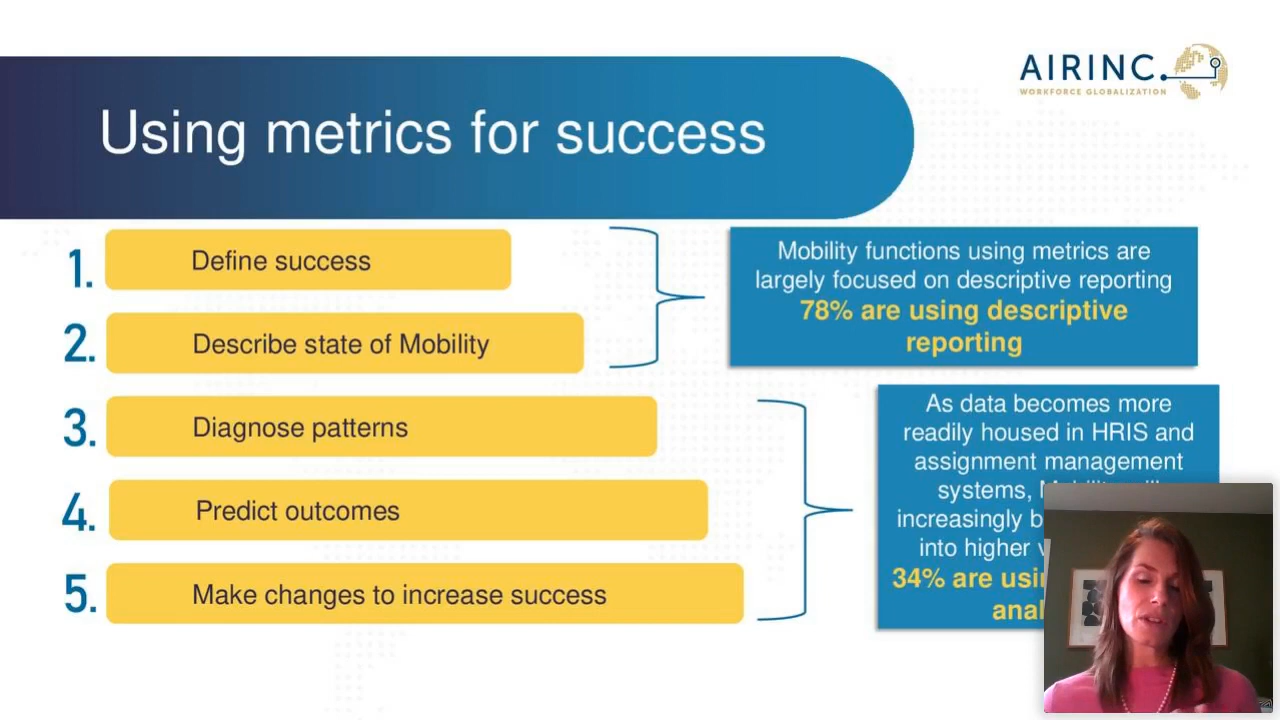 AIRINC.
WORKFORCE GLOBALIZATION
Using metrics for success
1. Define success
2. Describe state of Mobility
3. Diagnose patterns
4. Predict outcomes
5. Make changes to increase success
Mobility functions using metrics are
largely focused on descriptive reporting
78% are using descriptive
reporting
As data becomes more
readily housed in HRIS and
assignment management
systems,
increasingly
into higher
34% are